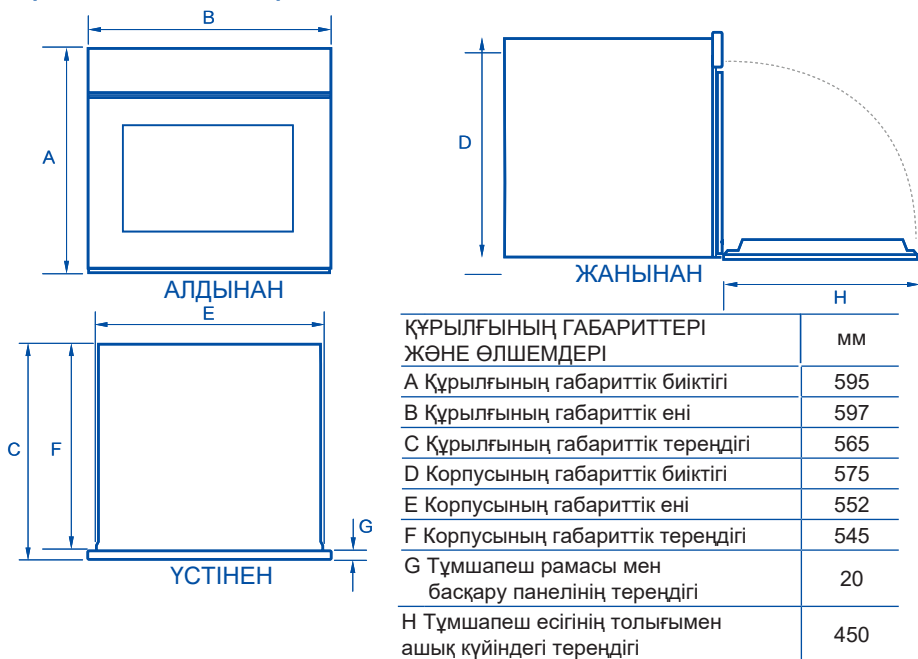 B
A
АЛДЫНАН
D
ЖАНЫНАН
H
E
C
F
G
ҮСТІНЕН
ҚҰРЫЛҒЫНЫҢ ГАБАРИТТЕРІ
ЖӘНЕ ӨЛШЕМДЕРІ
мм
A Құрылғының габариттік биіктігі 595
B Құрылғының габариттік ені 597
C Құрылғының габариттік тереңдігі 565
D Корпусының габариттік биіктігі 575
E Корпусының габариттік ені 552
F Корпусының габариттік тереңдігі 545
G Тұмшапеш рамасы мен
басқару панелінің тереңдігі
20
H Тұмшапеш есігінің толығымен
ашық күйіндегі тереңдігі
450